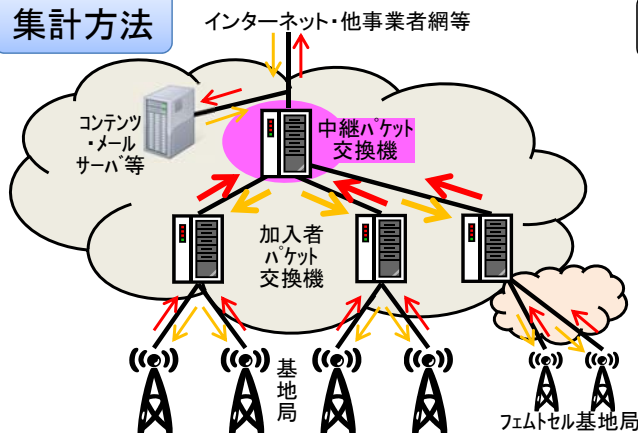 集計方法
インターネット・他事業者網等
コンテンツ
・メール
サーバ等
中継パケット
交換機
加入者
パケット
交換機
基地局
フェムトセル基地局